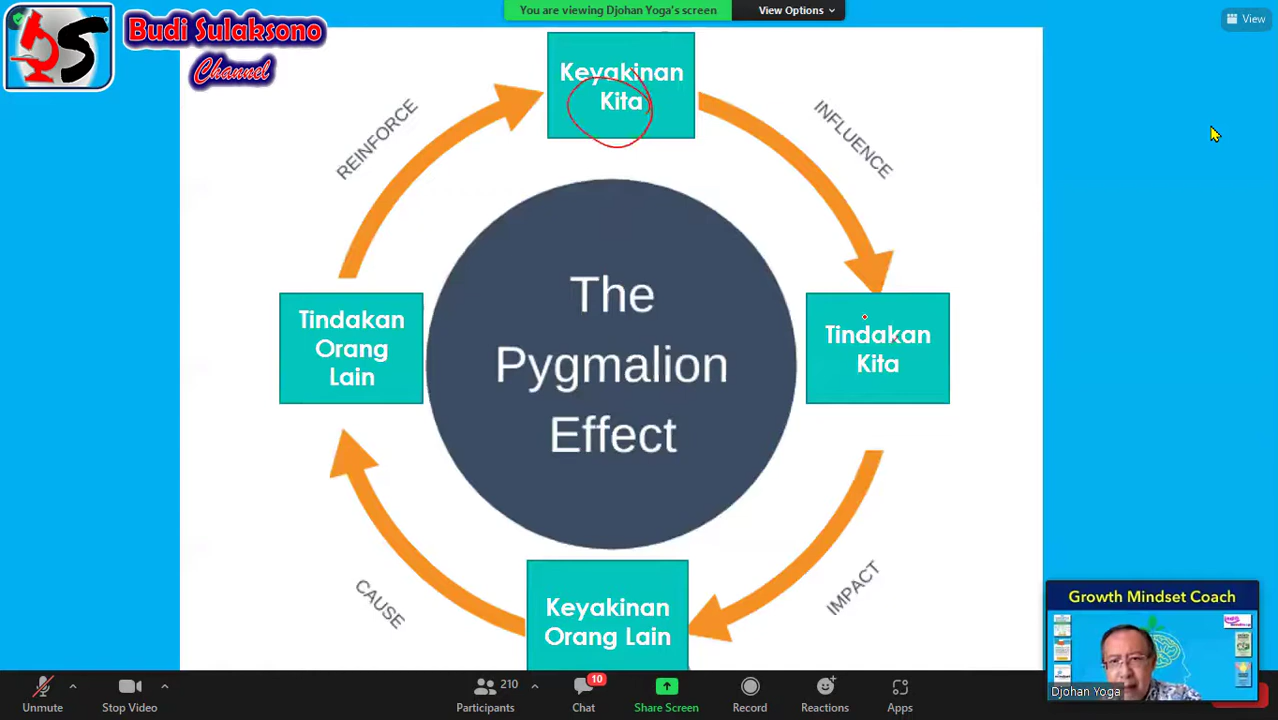 You are viewing Djohan Yoga's screen
View Options
View
Budi Sulaksono
Channel
Keyakinan
Kita
REINFORCE
INFLUENCE
The
Pygmalion
Effect
Tindakan
Orang
Lain
Tindakan
Kita
CAUSE
IMPACT
Keyakinan
Orang Lain
Growth Mindset Coach
Djohan Yoga
Unmute
Stop Video
210
Participants
10
Chat
Share Screen
Record
Reactions
Apps